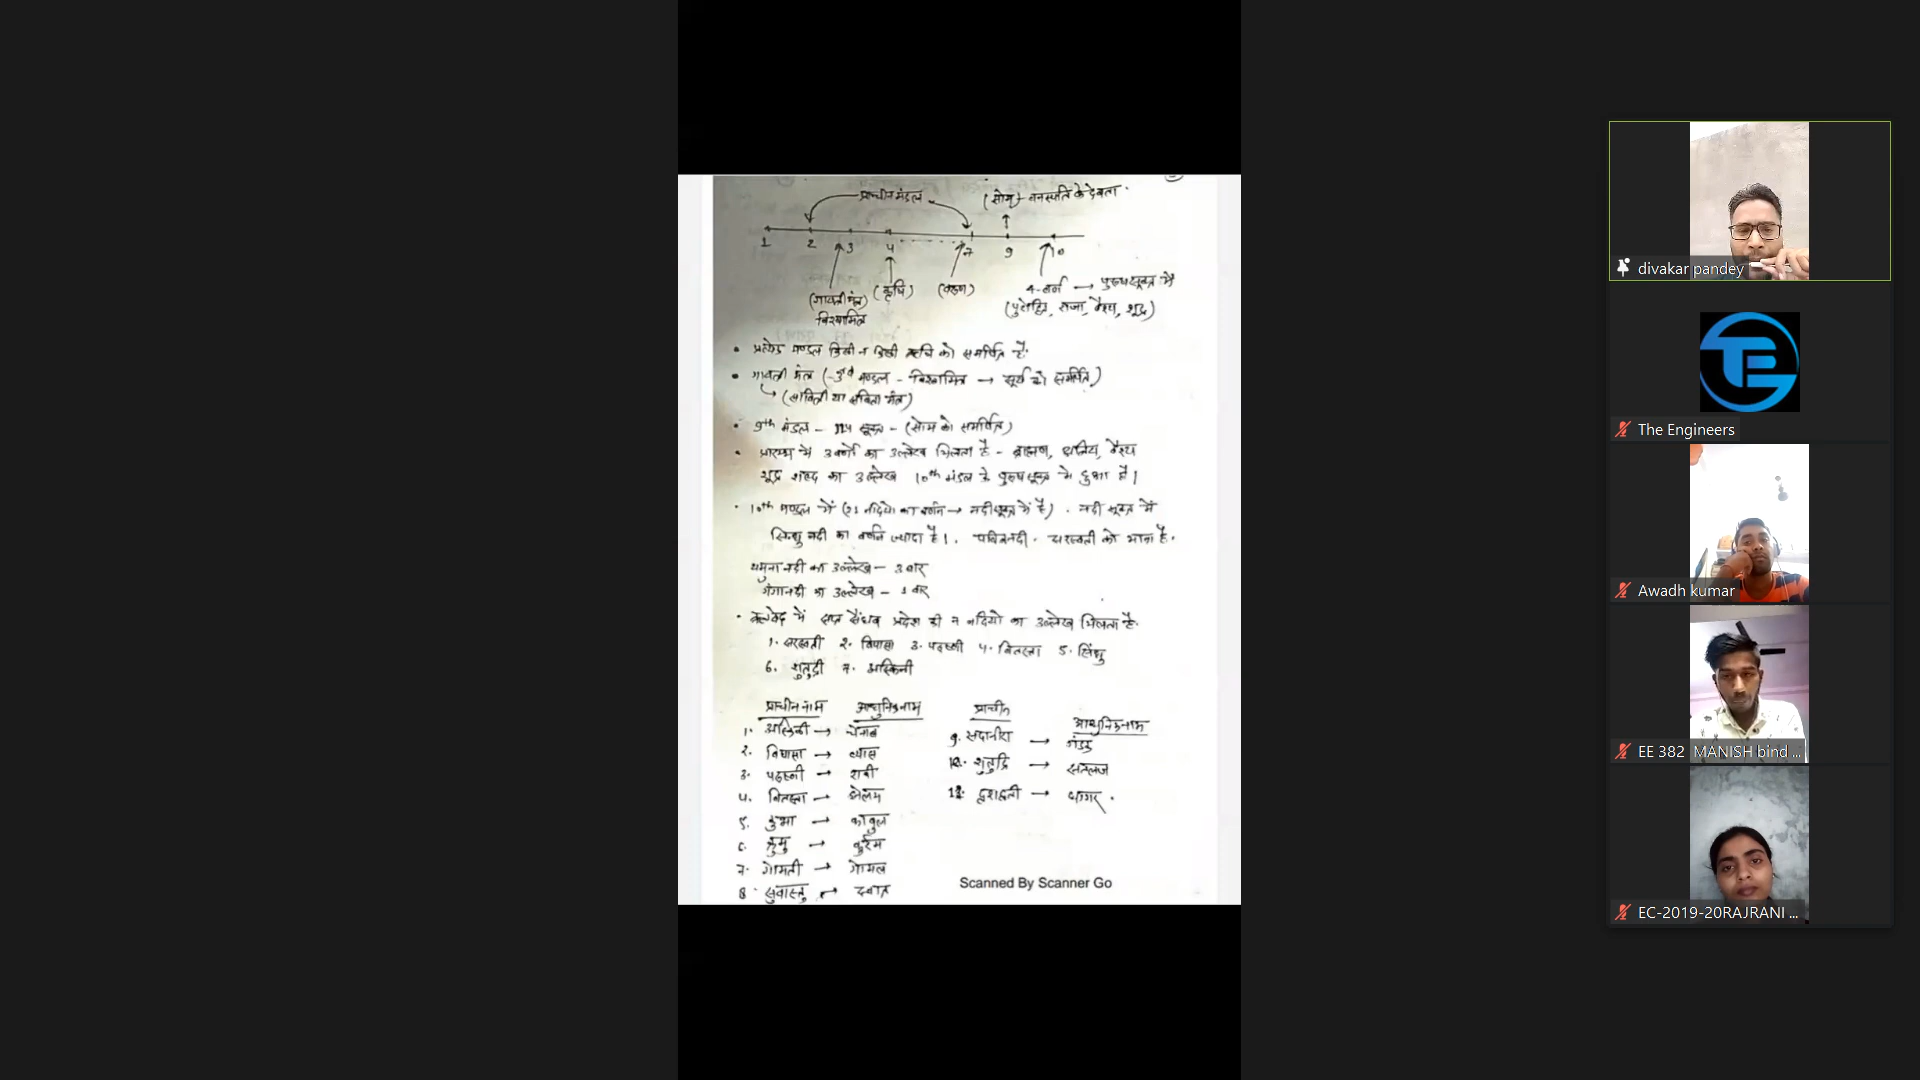 प्राचीन मंडल
(सोम) वनस्पति के देवता.
1 2 3 4 7 9 10
(गायत्री मंत्र) (कृषि) (वरुण) 4-वर्ण → पुरुषसूक्त में
विश्वामित्र (पुरोहित, राजा, वैश्य, शूद्र)
• प्रत्येक मण्डल किसी न किसी ऋषि को समर्पित है.
• गायत्री मंत्र (-3rd मण्डल - विश्वामित्र → सूर्य को समर्पित)
→ (सावित्री या सविता मंत्र)
• 9th मंडल - 114 सूक्त - (सोम को समर्पित)
• प्रारम्भ में 3 वर्णों का उल्लेख मिलता है - ब्राह्मण, क्षत्रिय, वैश्य
शूद्र शब्द का उल्लेख 10th मंडल के पुरुषसूक्त में हुआ है।
• 10th मण्डल में (21 नदियो का वर्णन → नदीसूक्त में है). नदी सूक्त में
सिन्धु नदी का वर्णन ज्यादा है।. पवित्र नदी. सरस्वती को माना है.
यमुना नदी का उल्लेख - 3 बार
गंगा नदी का उल्लेख - 1 बार
• ऋग्वेद में सप्त सैंधव प्रदेश की 7 नदियो का उल्लेख मिलता है.
1. सरस्वती 2. विपासा 3. परुष्णी 4. वितस्ता 5. सिंधु
6. शुतुद्री 7. अस्किनी
प्राचीन नाम आधुनिक नाम प्राचीन आधुनिक नाम
1. अस्किनी → चेनाब 9. सदानीरा → गंडक
2. विपासा → व्यास 10. शुतुद्रि → सतलज
3. परुष्णी → रावी
4. वितस्ता → झेलम 11. दृशद्वती → घग्गर.
5. कुभा → काबुल
6. क्रुमु → कुर्रम
7. गोमती → गोमल
8. सुवास्तु → स्वात
Scanned By Scanner Go
divakar pandey
The Engineers
Awadh kumar
EE 382 MANISH bind ...
EC-2019-20RAJRANI ...